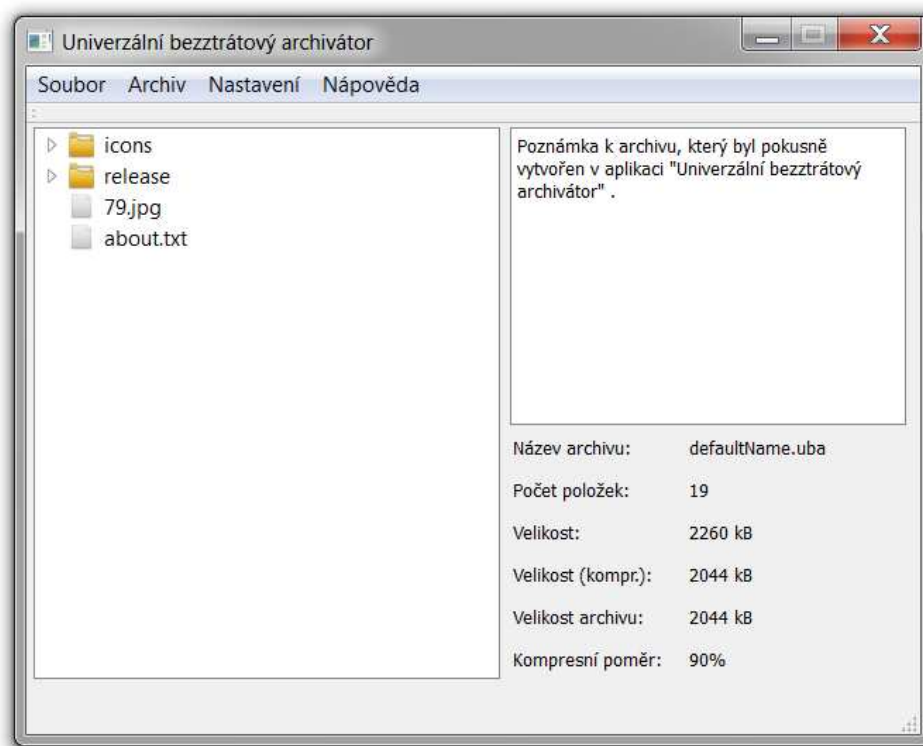 Univerzální bezztrátový archivátor
Soubor Archiv Nastavení Nápověda
icons
release
79.jpg
about.txt
Poznámka k archivu, který byl pokusně
vytvořen v aplikaci "Univerzální bezztrátový
archivátor" .
Název archivu: defaultName.uba
Počet položek: 19
Velikost: 2260 kB
Velikost (kompr.): 2044 kB
Velikost archivu: 2044 kB
Kompresní poměr: 90%